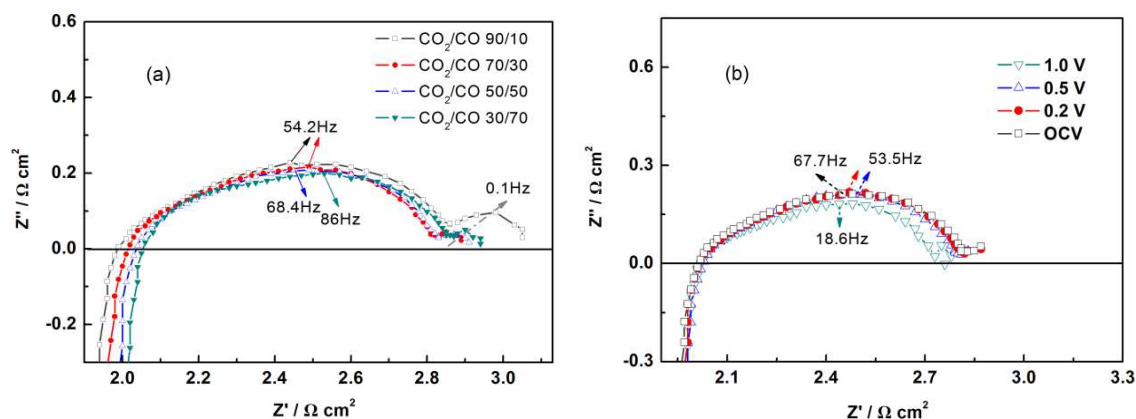 (a)
CO2/CO 90/10
CO2/CO 70/30
CO2/CO 50/50
CO2/CO 30/70
54.2Hz
68.4Hz
86Hz
0.1Hz
0.6
0.4
0.2
0.0
-0.2
Z'' / Ω cm2
2.0 2.2 2.4 2.6 2.8 3.0
Z' / Ω cm2
(b)
1.0 V
0.5 V
0.2 V
OCV
67.7Hz
53.5Hz
18.6Hz
0.6
0.3
0.0
-0.3
Z'' / Ω cm2
2.1 2.4 2.7 3.0 3.3
Z' / Ω cm2